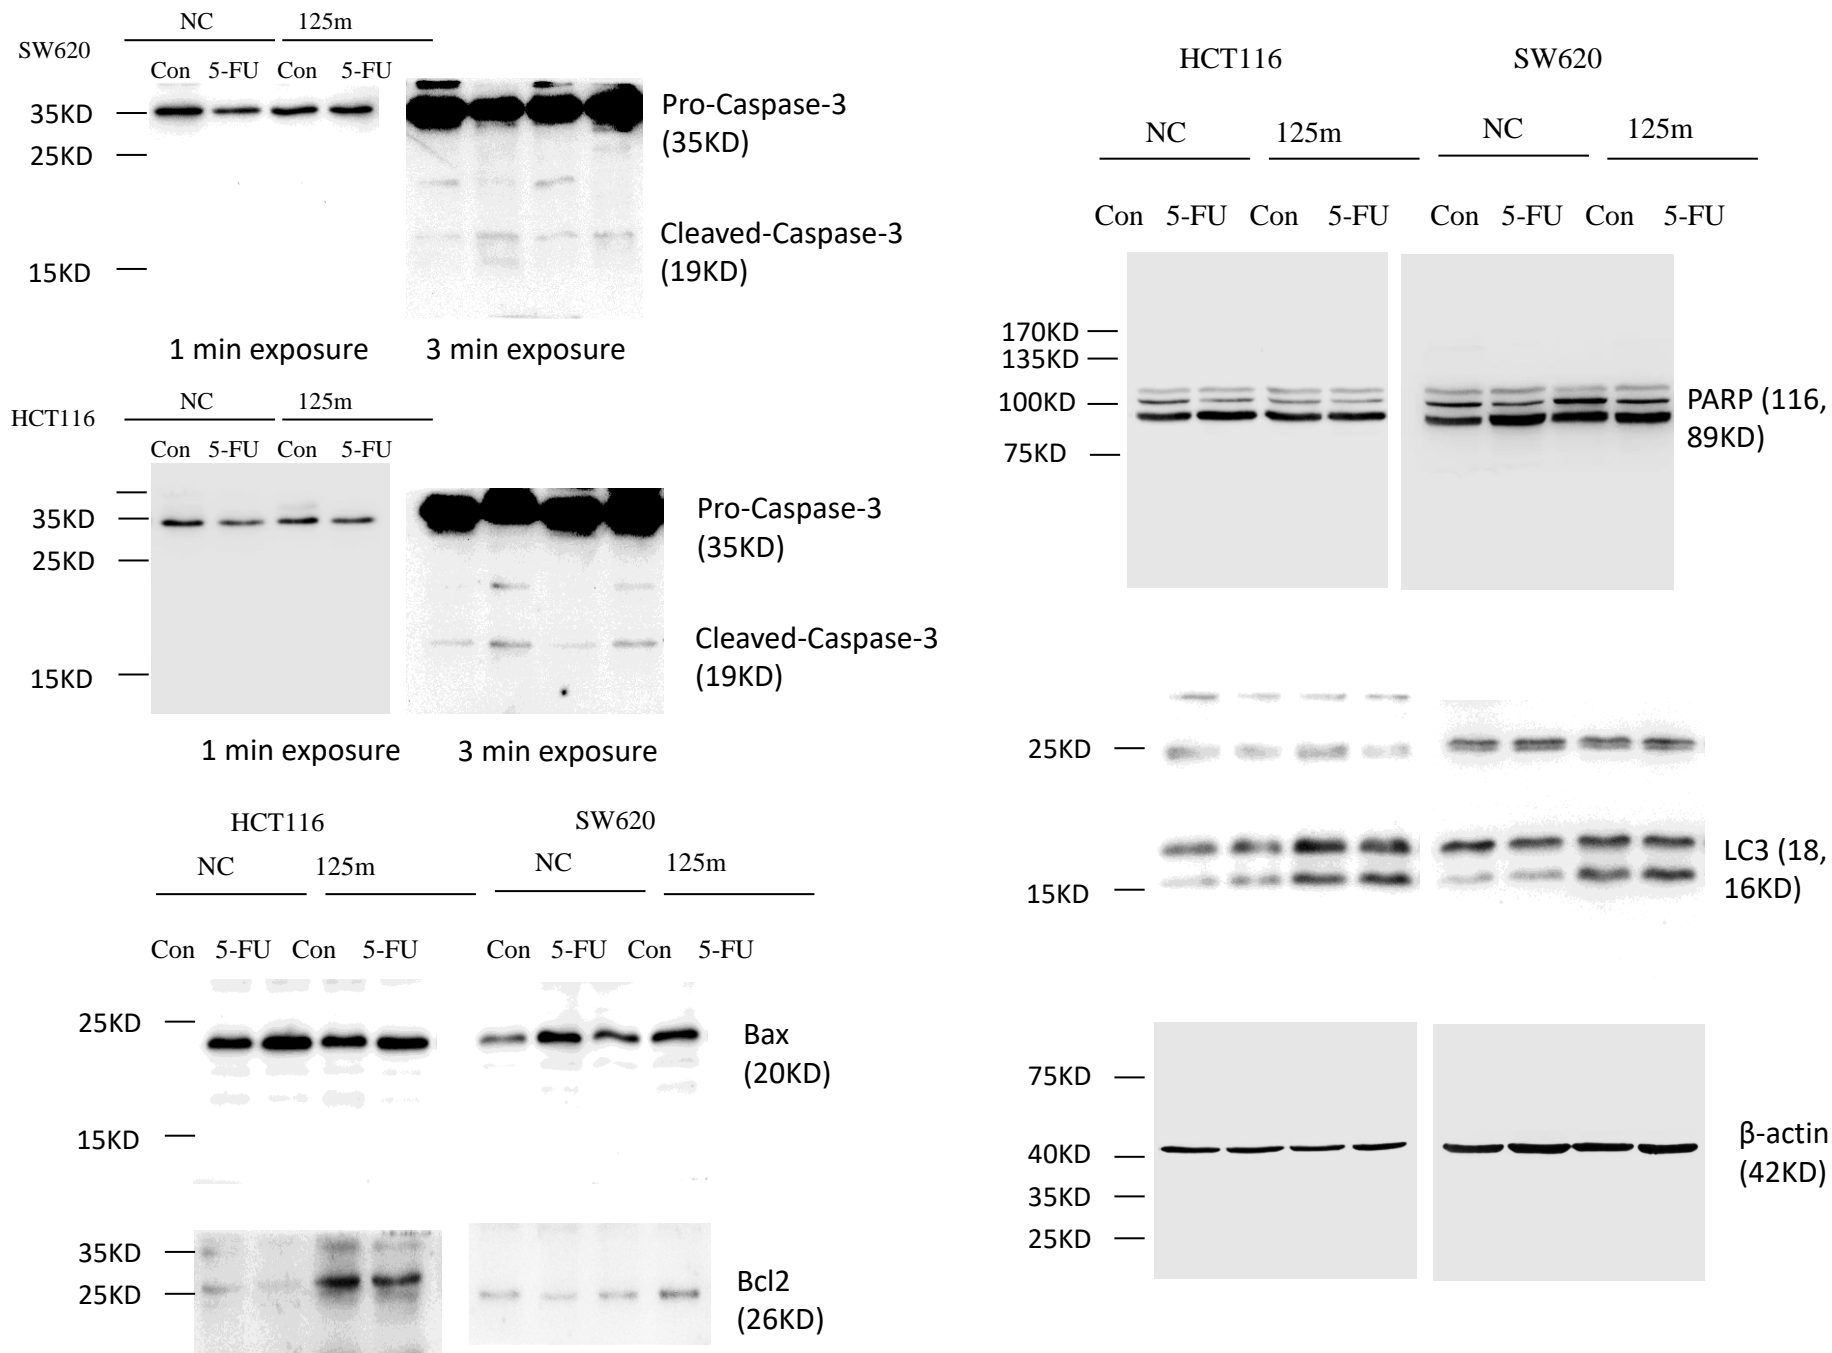 NC 125m
SW620
Con 5-FU Con 5-FU
35KD
25KD
15KD
Pro-Caspase-3
(35KD)
Cleaved-Caspase-3
(19KD)
1 min exposure 3 min exposure
NC 125m
HCT116
Con 5-FU Con 5-FU
35KD
25KD
15KD
Pro-Caspase-3
(35KD)
Cleaved-Caspase-3
(19KD)
1 min exposure 3 min exposure
HCT116 SW620
NC 125m NC 125m
Con 5-FU Con 5-FU Con 5-FU Con 5-FU
25KD
15KD
Bax
(20KD)
35KD
25KD
Bcl2
(26KD)
HCT116 SW620
NC 125m NC 125m
Con 5-FU Con 5-FU Con 5-FU Con 5-FU
170KD
135KD
100KD
75KD
PARP (116,
89KD)
25KD
15KD
LC3 (18,
16KD)
75KD
40KD
35KD
25KD
β-actin
(42KD)